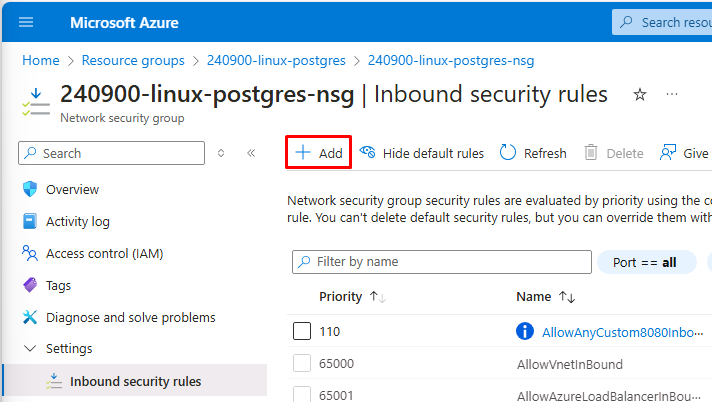 Microsoft Azure
Search resou
Home > Resource groups > 240900-linux-postgres > 240900-linux-postgres-nsg >
240900-linux-postgres-nsg | Inbound security rules ☆ ...
Network security group
Search
«
Add
Hide default rules
Refresh
Delete
Give
Overview
Activity log
Access control (IAM)
Tags
Diagnose and solve problems
Settings
Inbound security rules
Network security group security rules are evaluated by priority using the co
rule. You can't delete default security rules, but you can override them with
Filter by name
Port == all
Priority ↑↓ Name ↑↓
110 AllowAnyCustom8080Inbo...
65000 AllowVnetInBound
65001 AllowAzureLoadBalancerInBou...